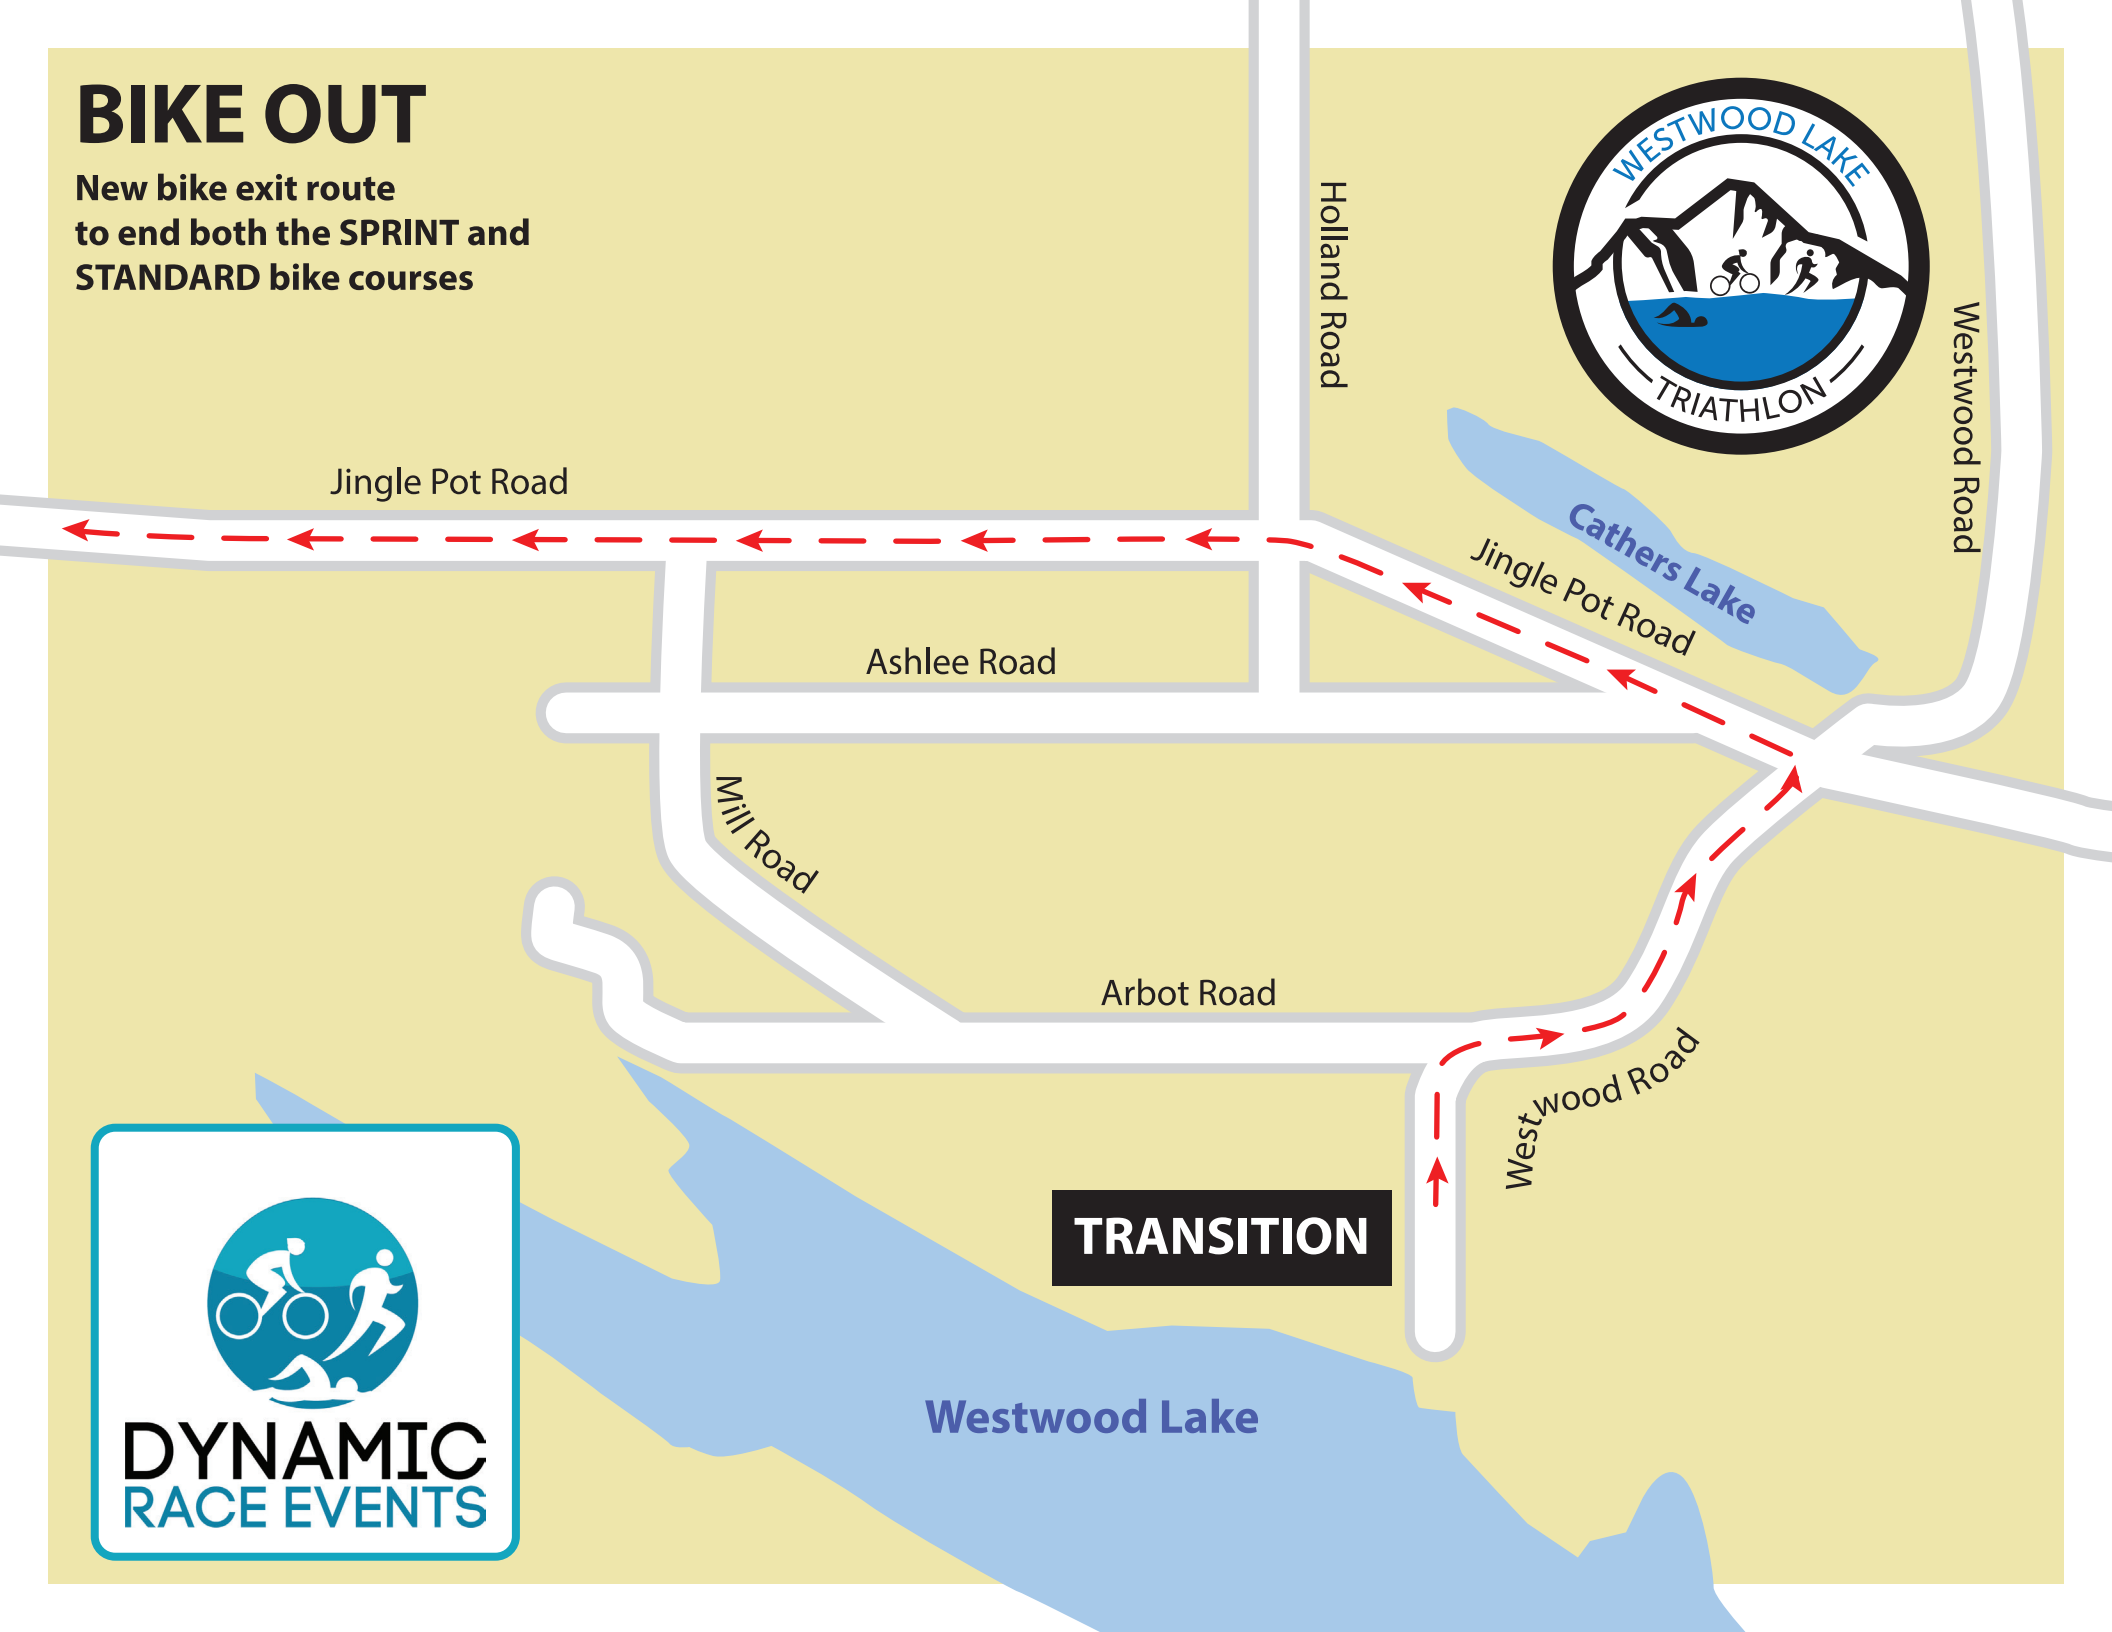 BIKE OUT
New bike exit route
to end both the SPRINT and
STANDARD bike courses
WESTWOOD LAKE
TRIATHLON
Holland Road
Westwood Road
Jingle Pot Road
Cathers Lake
Jingle Pot Road
Ashlee Road
Mill Road
Arbot Road
Westwood Road
TRANSITION
Westwood Lake
DYNAMIC
RACE EVENTS